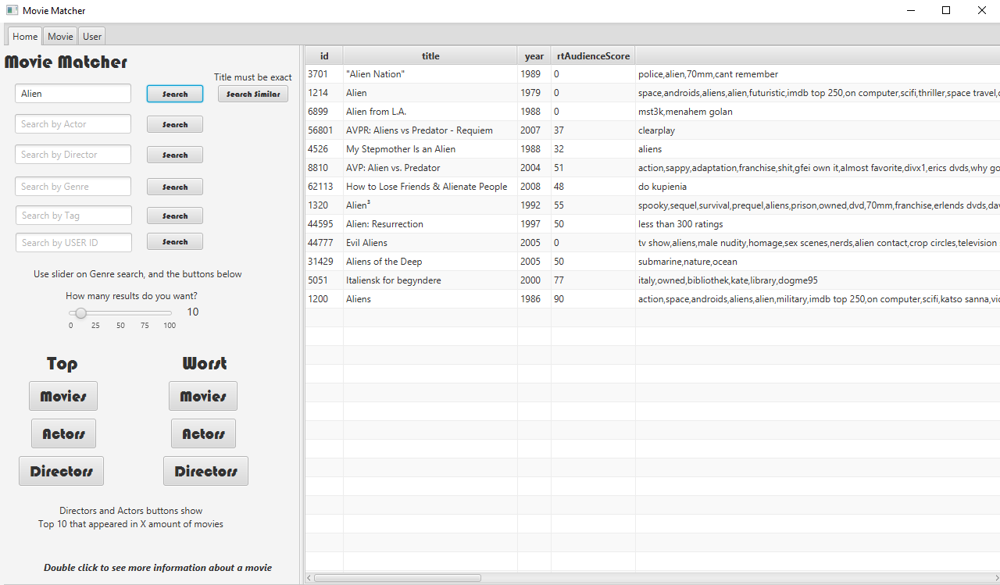 Movie Matcher
Home Movie User
Movie Matcher
Title must be exact
Alien Search Search Similar
Search by Actor Search
Search by Director Search
Search by Genre Search
Search by Tag Search
Search by USER ID Search
Use slider on Genre search, and the buttons below
How many results do you want?
10
0 25 50 75 100
Top Worst
Movies Movies
Actors Actors
Directors Directors
Directors and Actors buttons show
Top 10 that appeared in X amount of movies
Double click to see more information about a movie
id title year rtAudienceScore
3701 "Alien Nation" 1989 0 police,alien,70mm,cant remember
1214 Alien 1979 0 space,androids,aliens,alien,futuristic,imdb top 250,on computer,scifi,thriller,space travel,
6899 Alien from L.A. 1988 0 mst3k,menahem golan
56801 AVPR: Aliens vs Predator - Requiem 2007 37 clearplay
4526 My Stepmother Is an Alien 1988 32 aliens
8810 AVP: Alien vs. Predator 2004 51 action,sappy,adaptation,franchise,shit,gfei own it,almost favorite,divx1,erics dvds,why go
62113 How to Lose Friends & Alienate People 2008 48 do kupienia
1320 Alien³ 1992 55 spooky,sequel,survival,prequel,aliens,prison,owned,dvd,70mm,franchise,erlends dvds,dav
44595 Alien: Resurrection 1997 50 less than 300 ratings
44777 Evil Aliens 2005 0 tv show,aliens,male nudity,homage,sex scenes,nerds,alien contact,crop circles,television
31429 Aliens of the Deep 2005 50 submarine,nature,ocean
5051 Italiensk for begyndere 2000 77 italy,owned,bibliothek,kate,library,dogme95
1200 Aliens 1986 90 action,space,androids,aliens,alien,military,imdb top 250,on computer,scifi,katso sanna,vic